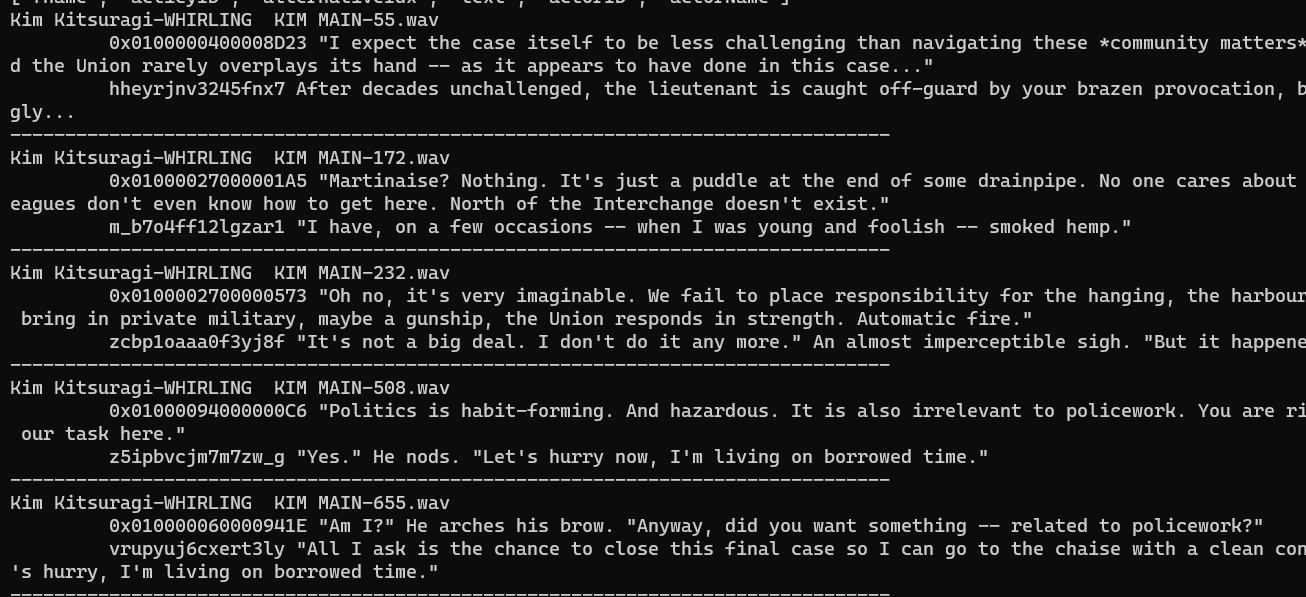 ["fname", "acticyID", "alternativeIdx", "text", "actorID", "actorName"]
Kim Kitsuragi-WHIRLING  KIM MAIN-55.wav
0x0100000400008D23 "I expect the case itself to be less challenging than navigating these *community matters*
d the Union rarely overplays its hand -- as it appears to have done in this case..."
hheyrjnv3245fnx7 After decades unchallenged, the lieutenant is caught off-guard by your brazen provocation, b
gly...
--------------------------------------------------------------------------------
Kim Kitsuragi-WHIRLING  KIM MAIN-172.wav
0x01000027000001A5 "Martinaise? Nothing. It's just a puddle at the end of some drainpipe. No one cares about
eagues don't even know how to get here. North of the Interchange doesn't exist."
m_b7o4ff12lgzar1 "I have, on a few occasions -- when I was young and foolish -- smoked hemp."
--------------------------------------------------------------------------------
Kim Kitsuragi-WHIRLING  KIM MAIN-232.wav
0x0100002700000573 "Oh no, it's very imaginable. We fail to place responsibility for the hanging, the harbour
bring in private military, maybe a gunship, the Union responds in strength. Automatic fire."
zcbp1oaaa0f3yj8f "It's not a big deal. I don't do it any more." An almost imperceptible sigh. "But it happene
--------------------------------------------------------------------------------
Kim Kitsuragi-WHIRLING  KIM MAIN-508.wav
0x01000094000000C6 "Politics is habit-forming. And hazardous. It is also irrelevant to policework. You are ri
our task here."
z5ipbvcjm7m7zw_g "Yes." He nods. "Let's hurry now, I'm living on borrowed time."
--------------------------------------------------------------------------------
Kim Kitsuragi-WHIRLING  KIM MAIN-655.wav
0x010000060000941E "Am I?" He arches his brow. "Anyway, did you want something -- related to policework?"
vrupyuj6cxert3ly "All I ask is the chance to close this final case so I can go to the chaise with a clean con
's hurry, I'm living on borrowed time."
--------------------------------------------------------------------------------